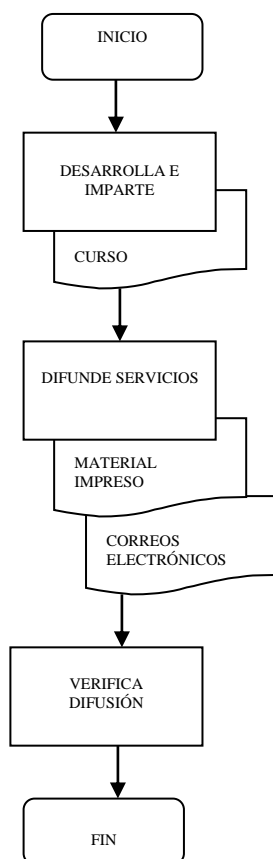 INICIO
DESARROLLA E
IMPARTE
CURSO
DIFUNDE SERVICIOS
MATERIAL
IMPRESO
CORREOS
ELECTRÓNICOS
VERIFICA
DIFUSIÓN
FIN